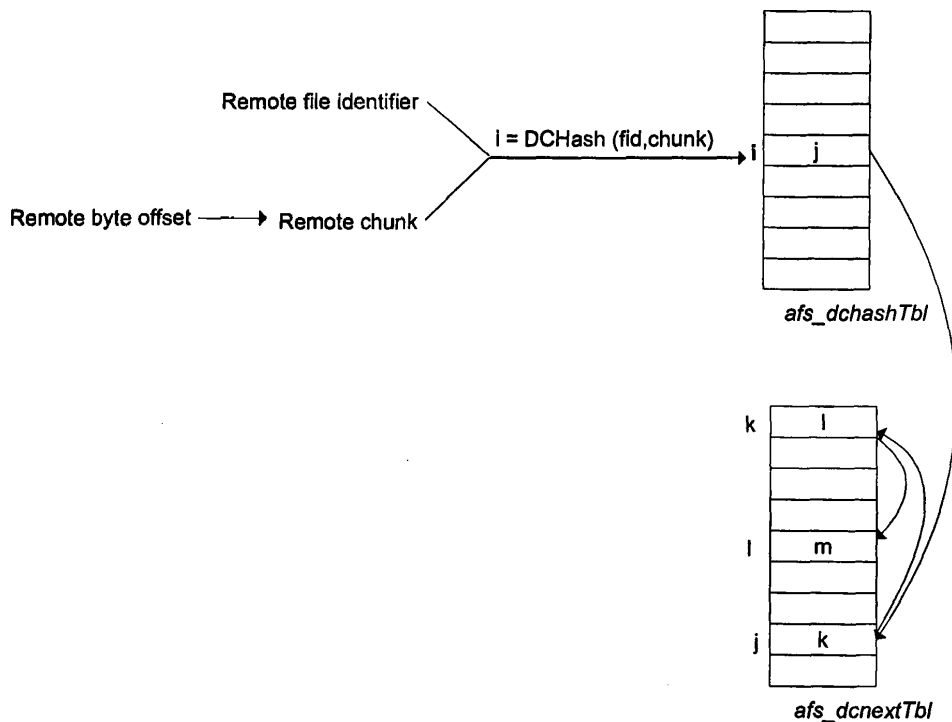 Remote file identifier
i = DCHash (fid,chunk)
i j
Remote byte offset Remote chunk
afs_dchashTbl
k l
l m
j k
afs_dcnextTbl